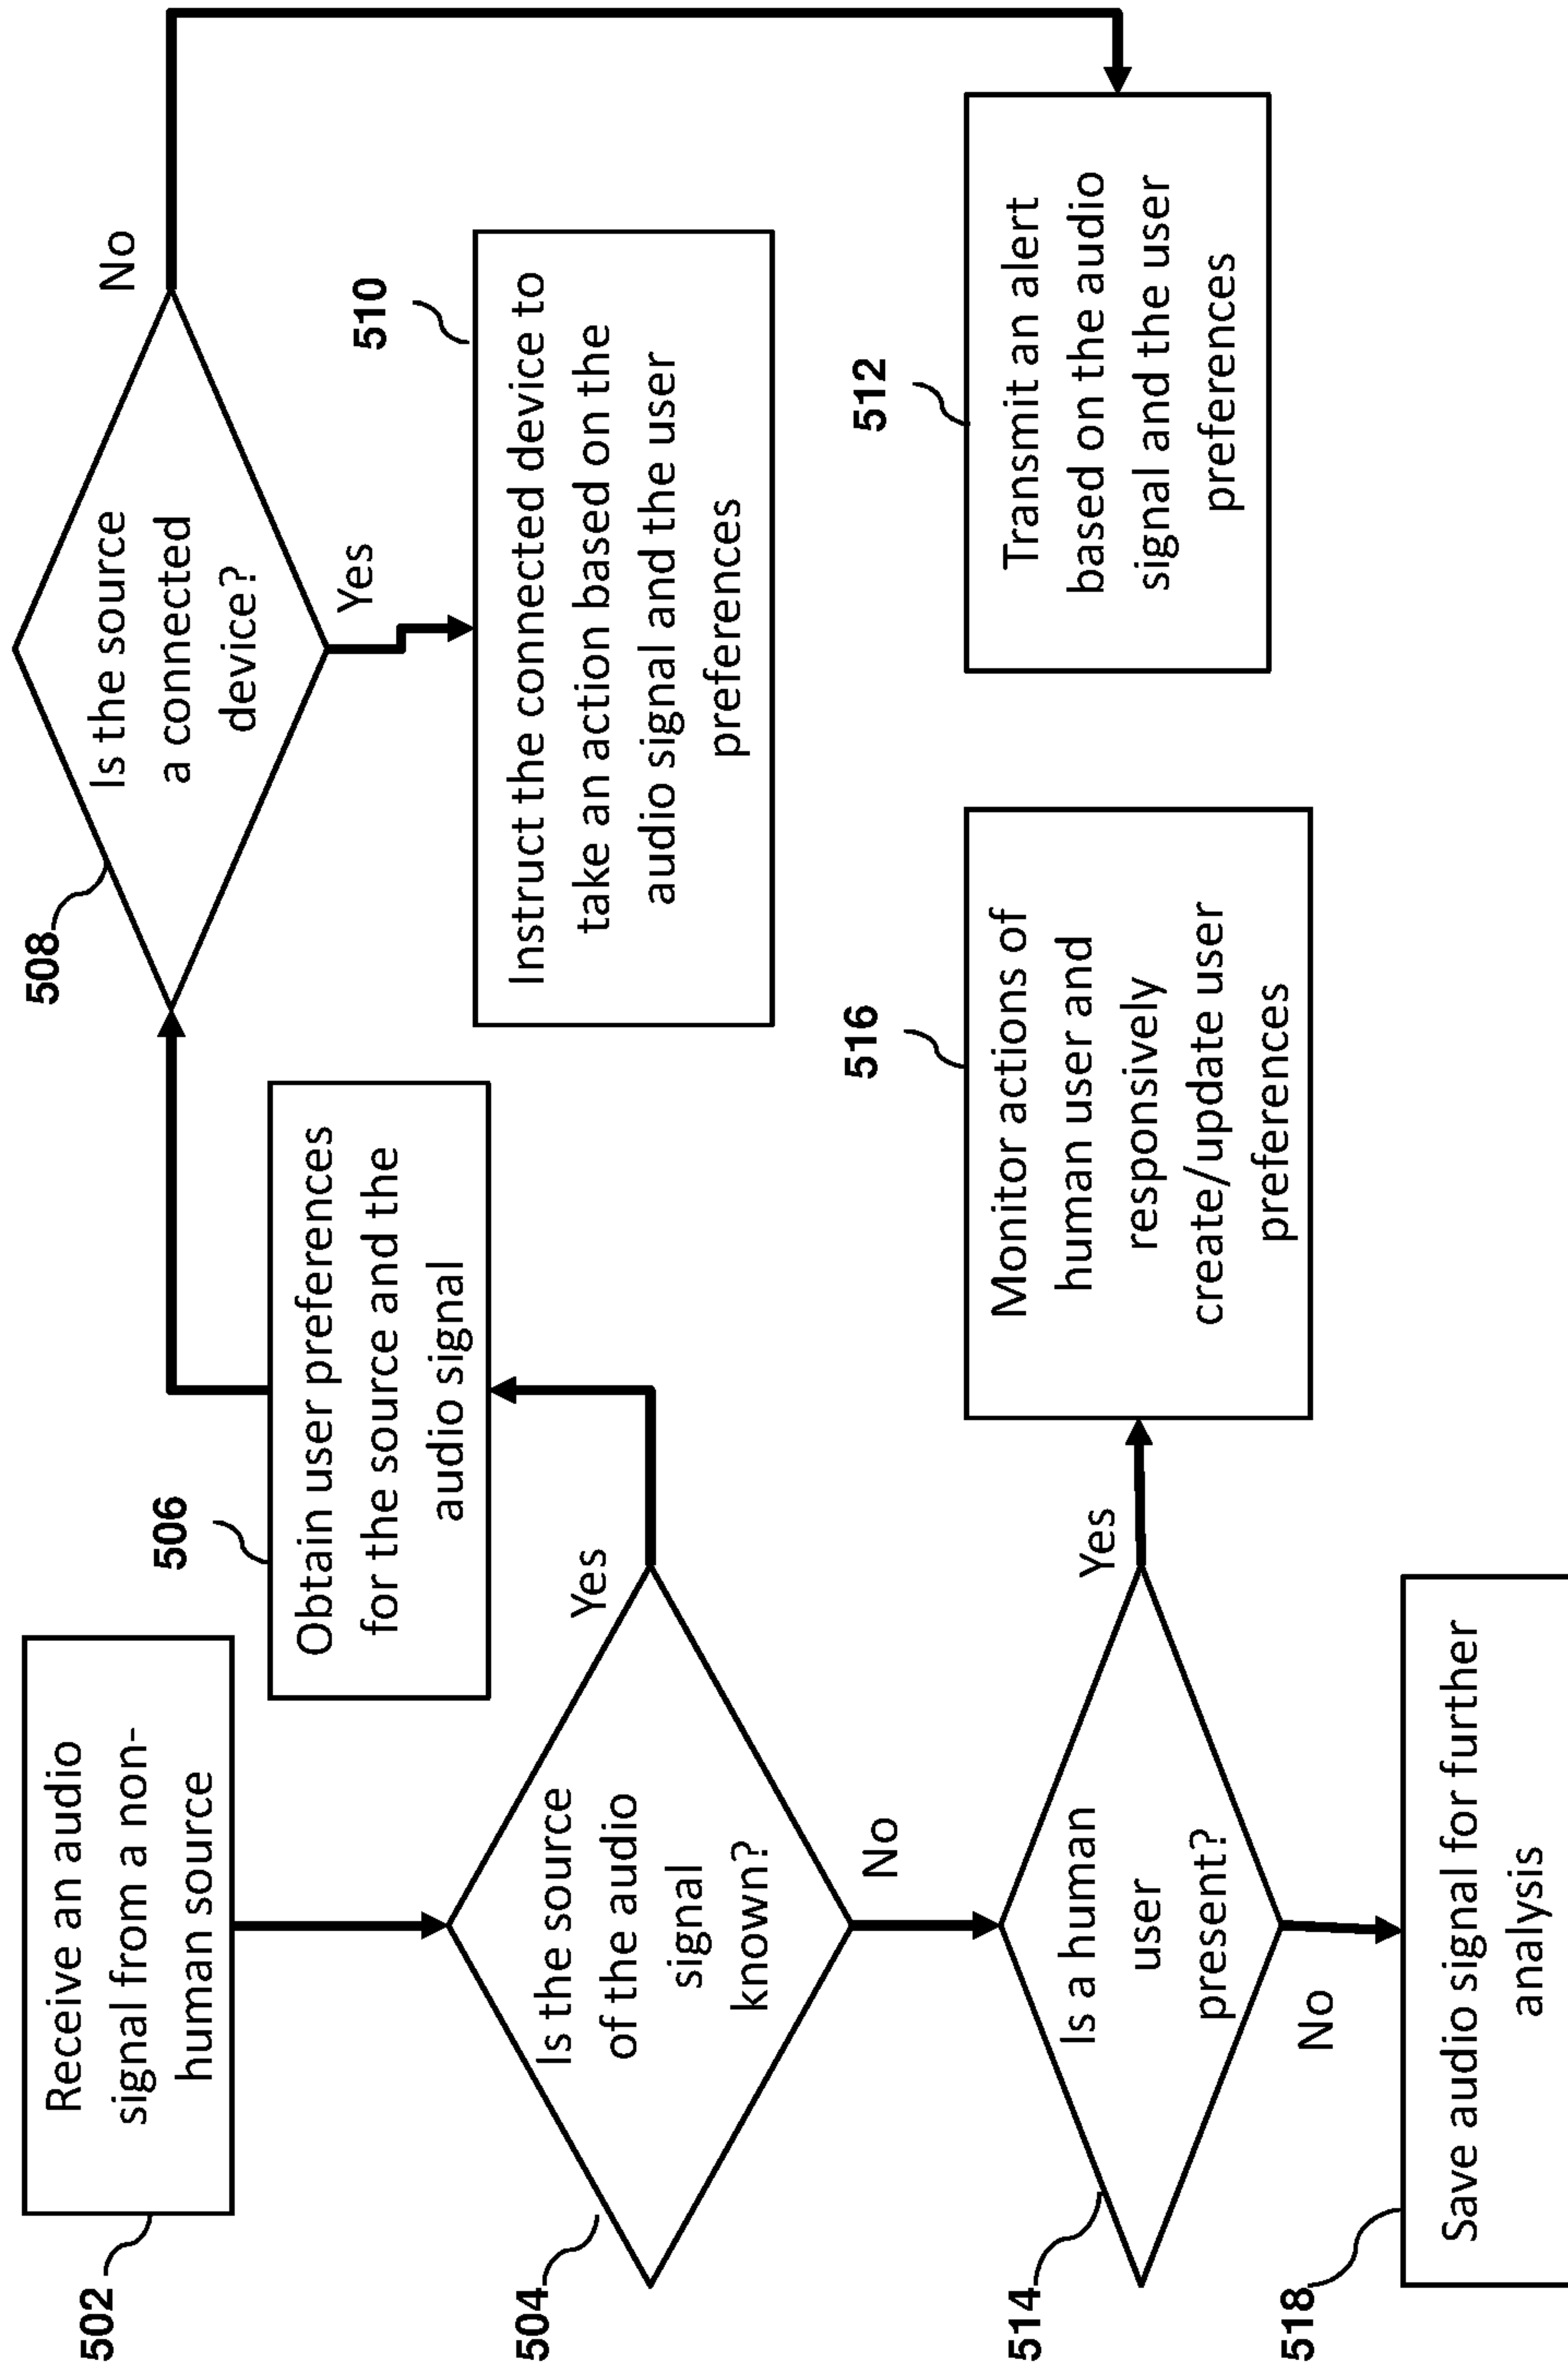 502
Receive an audio
signal from a non-
human source
504
Is the source
of the audio
signal
known?
Yes
No
506
Obtain user preferences
for the source and the
audio signal
508
Is the source
a connected
device?
Yes
No
510
Instruct the connected device to
take an action based on the
audio signal and the user
preferences
512
Transmit an alert
based on the audio
signal and the user
preferences
514
Is a human
user
present?
Yes
No
516
Monitor actions of
human user and
responsively
create/update user
preferences
518
Save audio signal for further
analysis